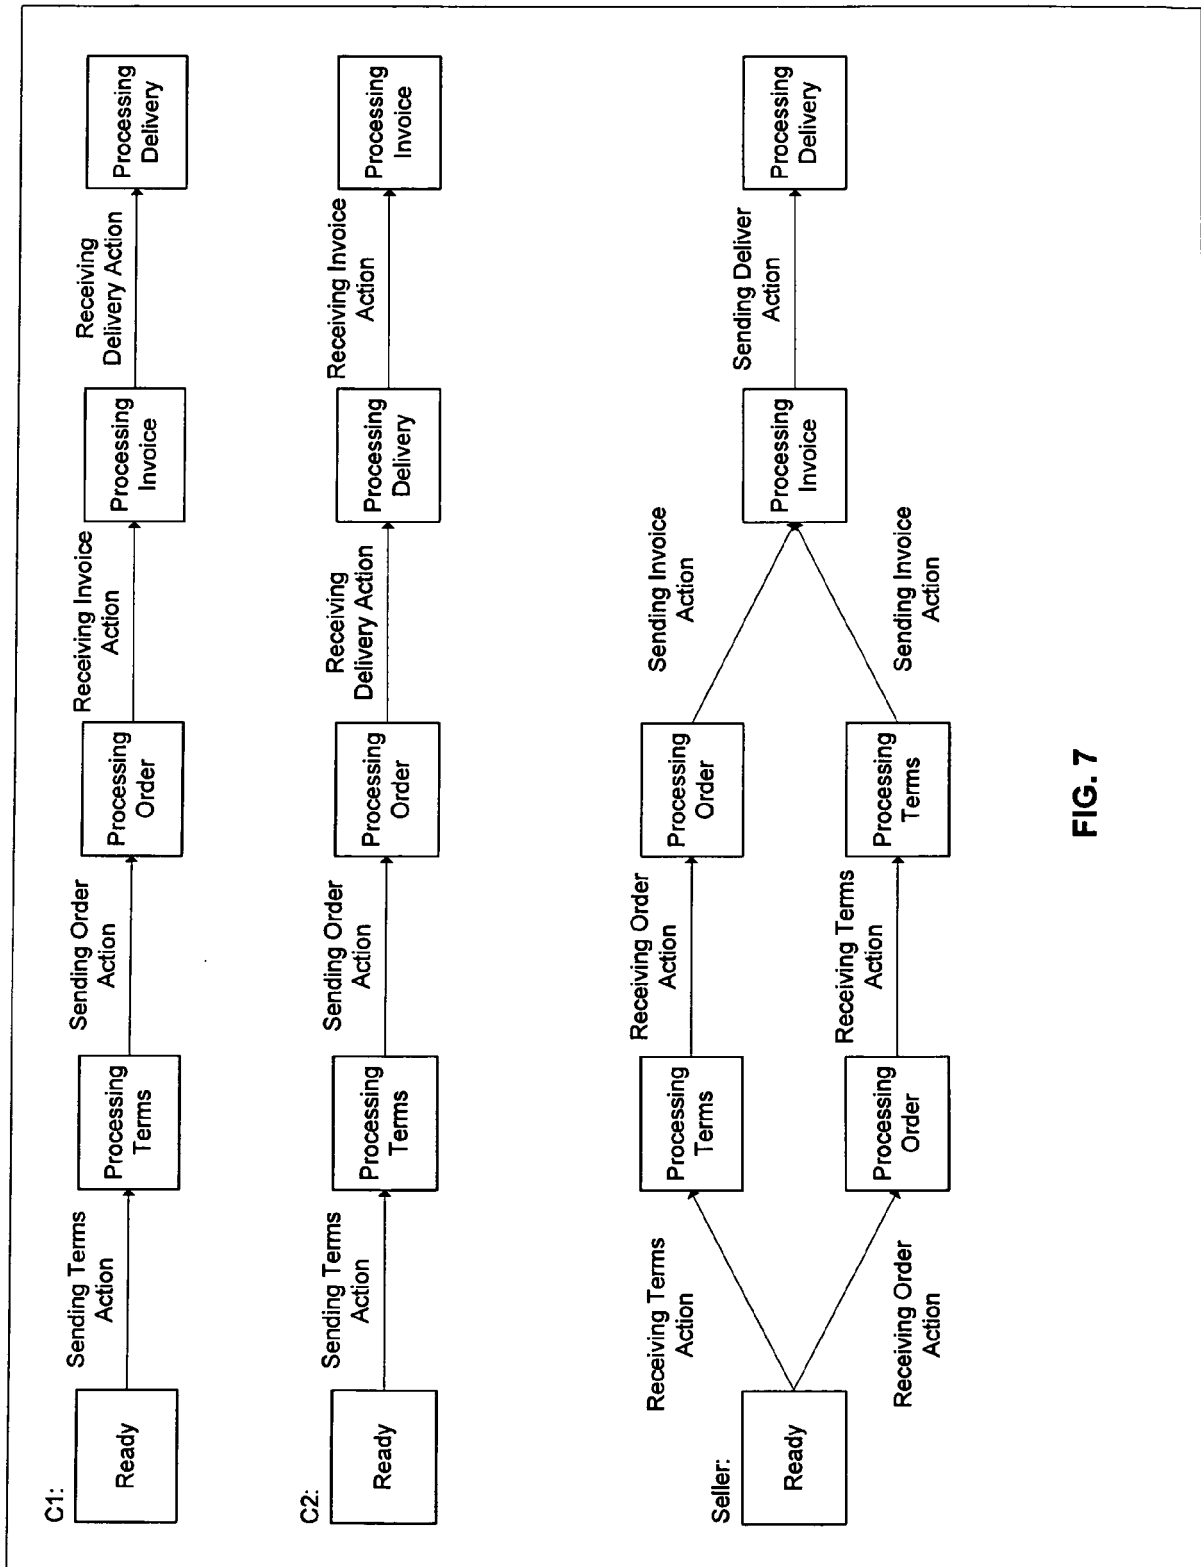 C1:
Ready
Sending Terms
Action
Processing
Terms
Sending Order
Action
Processing
Order
Receiving Invoice
Action
Processing
Invoice
Receiving
Delivery Action
Processing
Delivery
C2:
Ready
Sending Terms
Action
Processing
Terms
Sending Order
Action
Processing
Order
Receiving
Delivery Action
Processing
Delivery
Receiving Invoice
Action
Processing
Invoice
Seller:
Ready
Receiving Terms
Action
Processing
Terms
Receiving Order
Action
Processing
Order
Sending Invoice
Action
Receiving Order
Action
Processing
Order
Receiving Terms
Action
Processing
Terms
Sending Invoice
Action
Processing
Invoice
Sending Deliver
Action
Processing
Delivery
FIG. 7